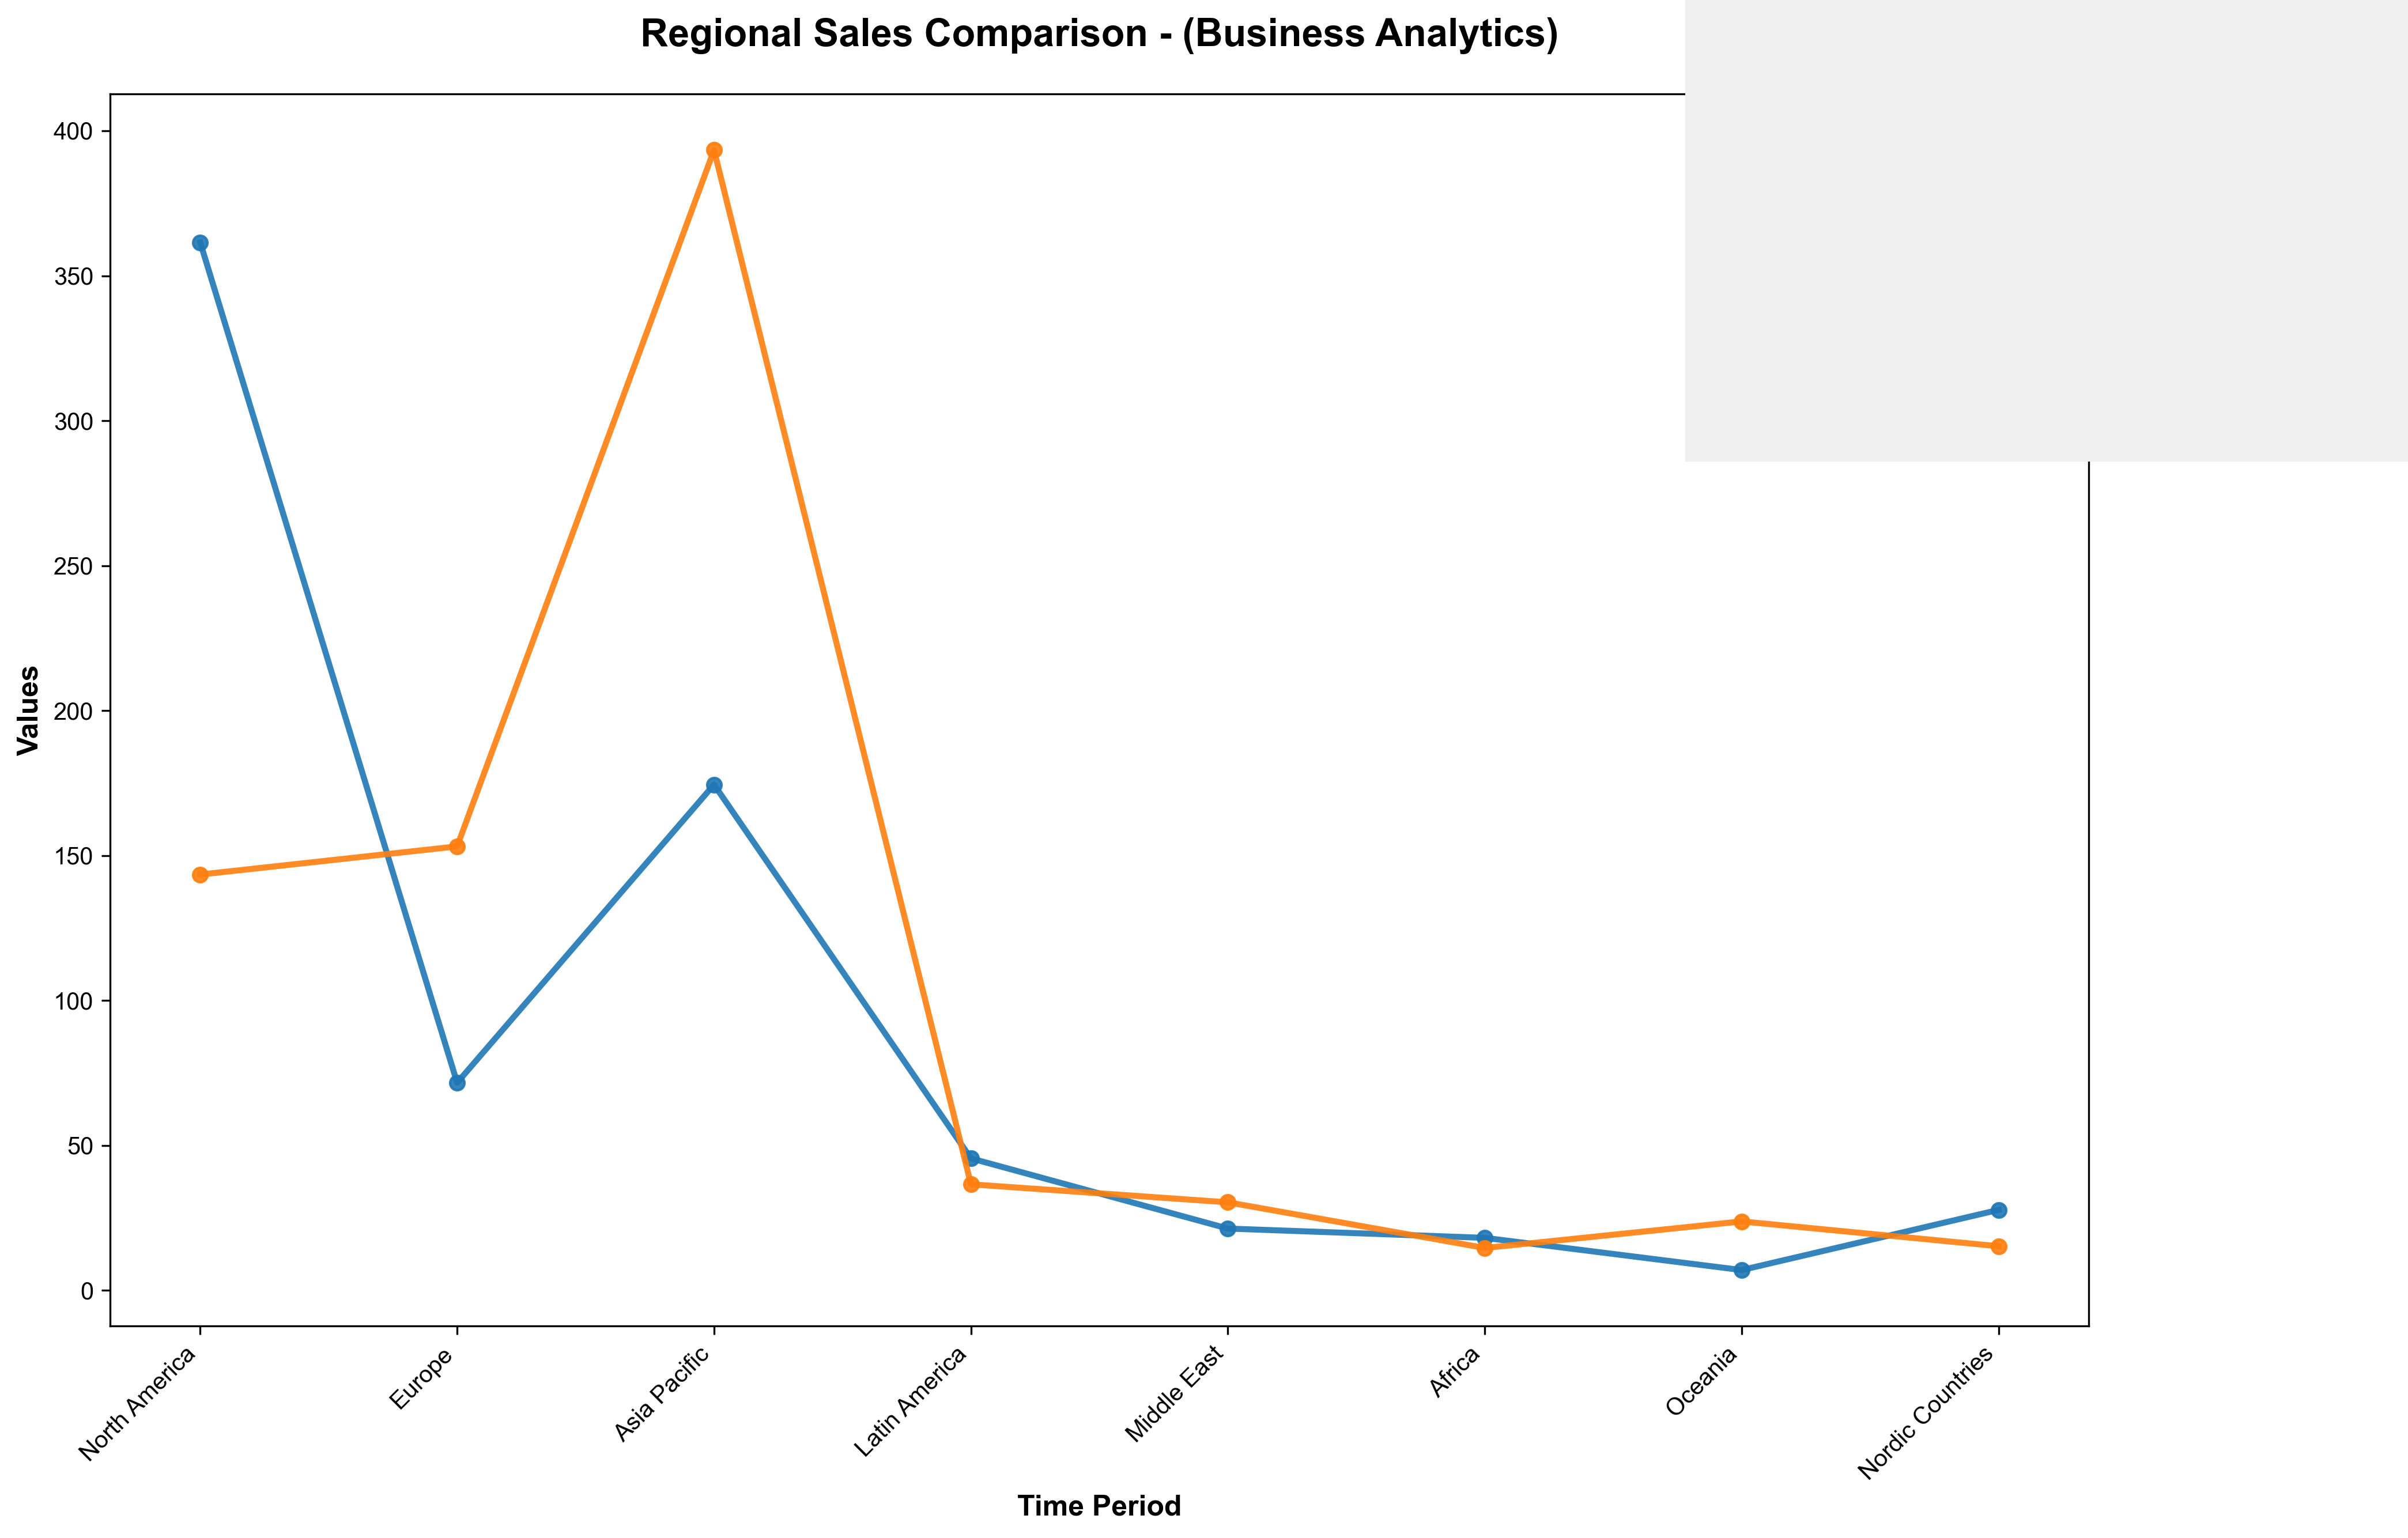 Regional Sales Comparison - (Business Analytics)
Values
400
350
300
250
200
150
100
50
0
North America
Europe
Asia Pacific
Latin America
Middle East
Africa
Oceania
Nordic Countries
Time Period